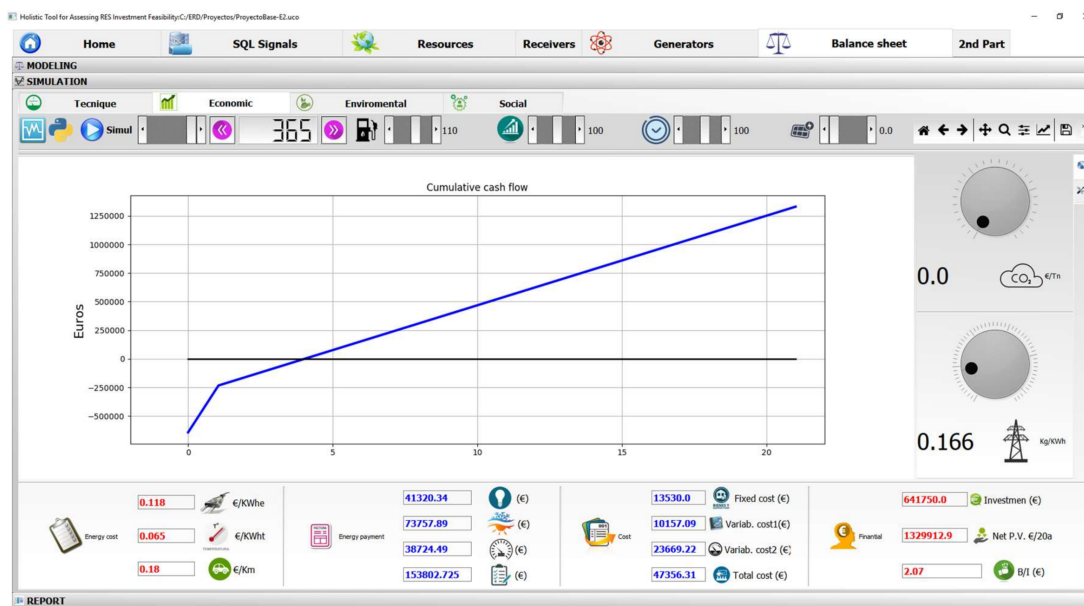 Holistic Tool for Assessing RES Investment Feasibility:C:/ERD/Proyectos/ProyectoBase-E2.uco
Home SQL Signals Resources Receivers Generators Balance sheet 2nd Part
MODELING
SIMULATION
Tecnique Economic Enviromental Social
Simul 365 110 100 100 0.0
Cumulative cash flow
Euros
1250000
1000000
750000
500000
250000
0
−250000
−500000
0 5 10 15 20
0.0 CO₂ €/Tn
0.166 Kg/KWh
Energy cost
0.118 €/KWhe
0.065 €/KWht
0.18 €/Km
Energy payment
41320.34 (€)
73757.89 (€)
38724.49 (€)
153802.725 (€)
Cost
13530.0 Fixed cost (€)
10157.09 Variab. cost1(€)
23669.22 Variab. cost2 (€)
47356.31 Total cost (€)
Finantial
641750.0 Investmen (€)
1329912.9 Net P.V. €/20a
2.07 B/I (€)
REPORT